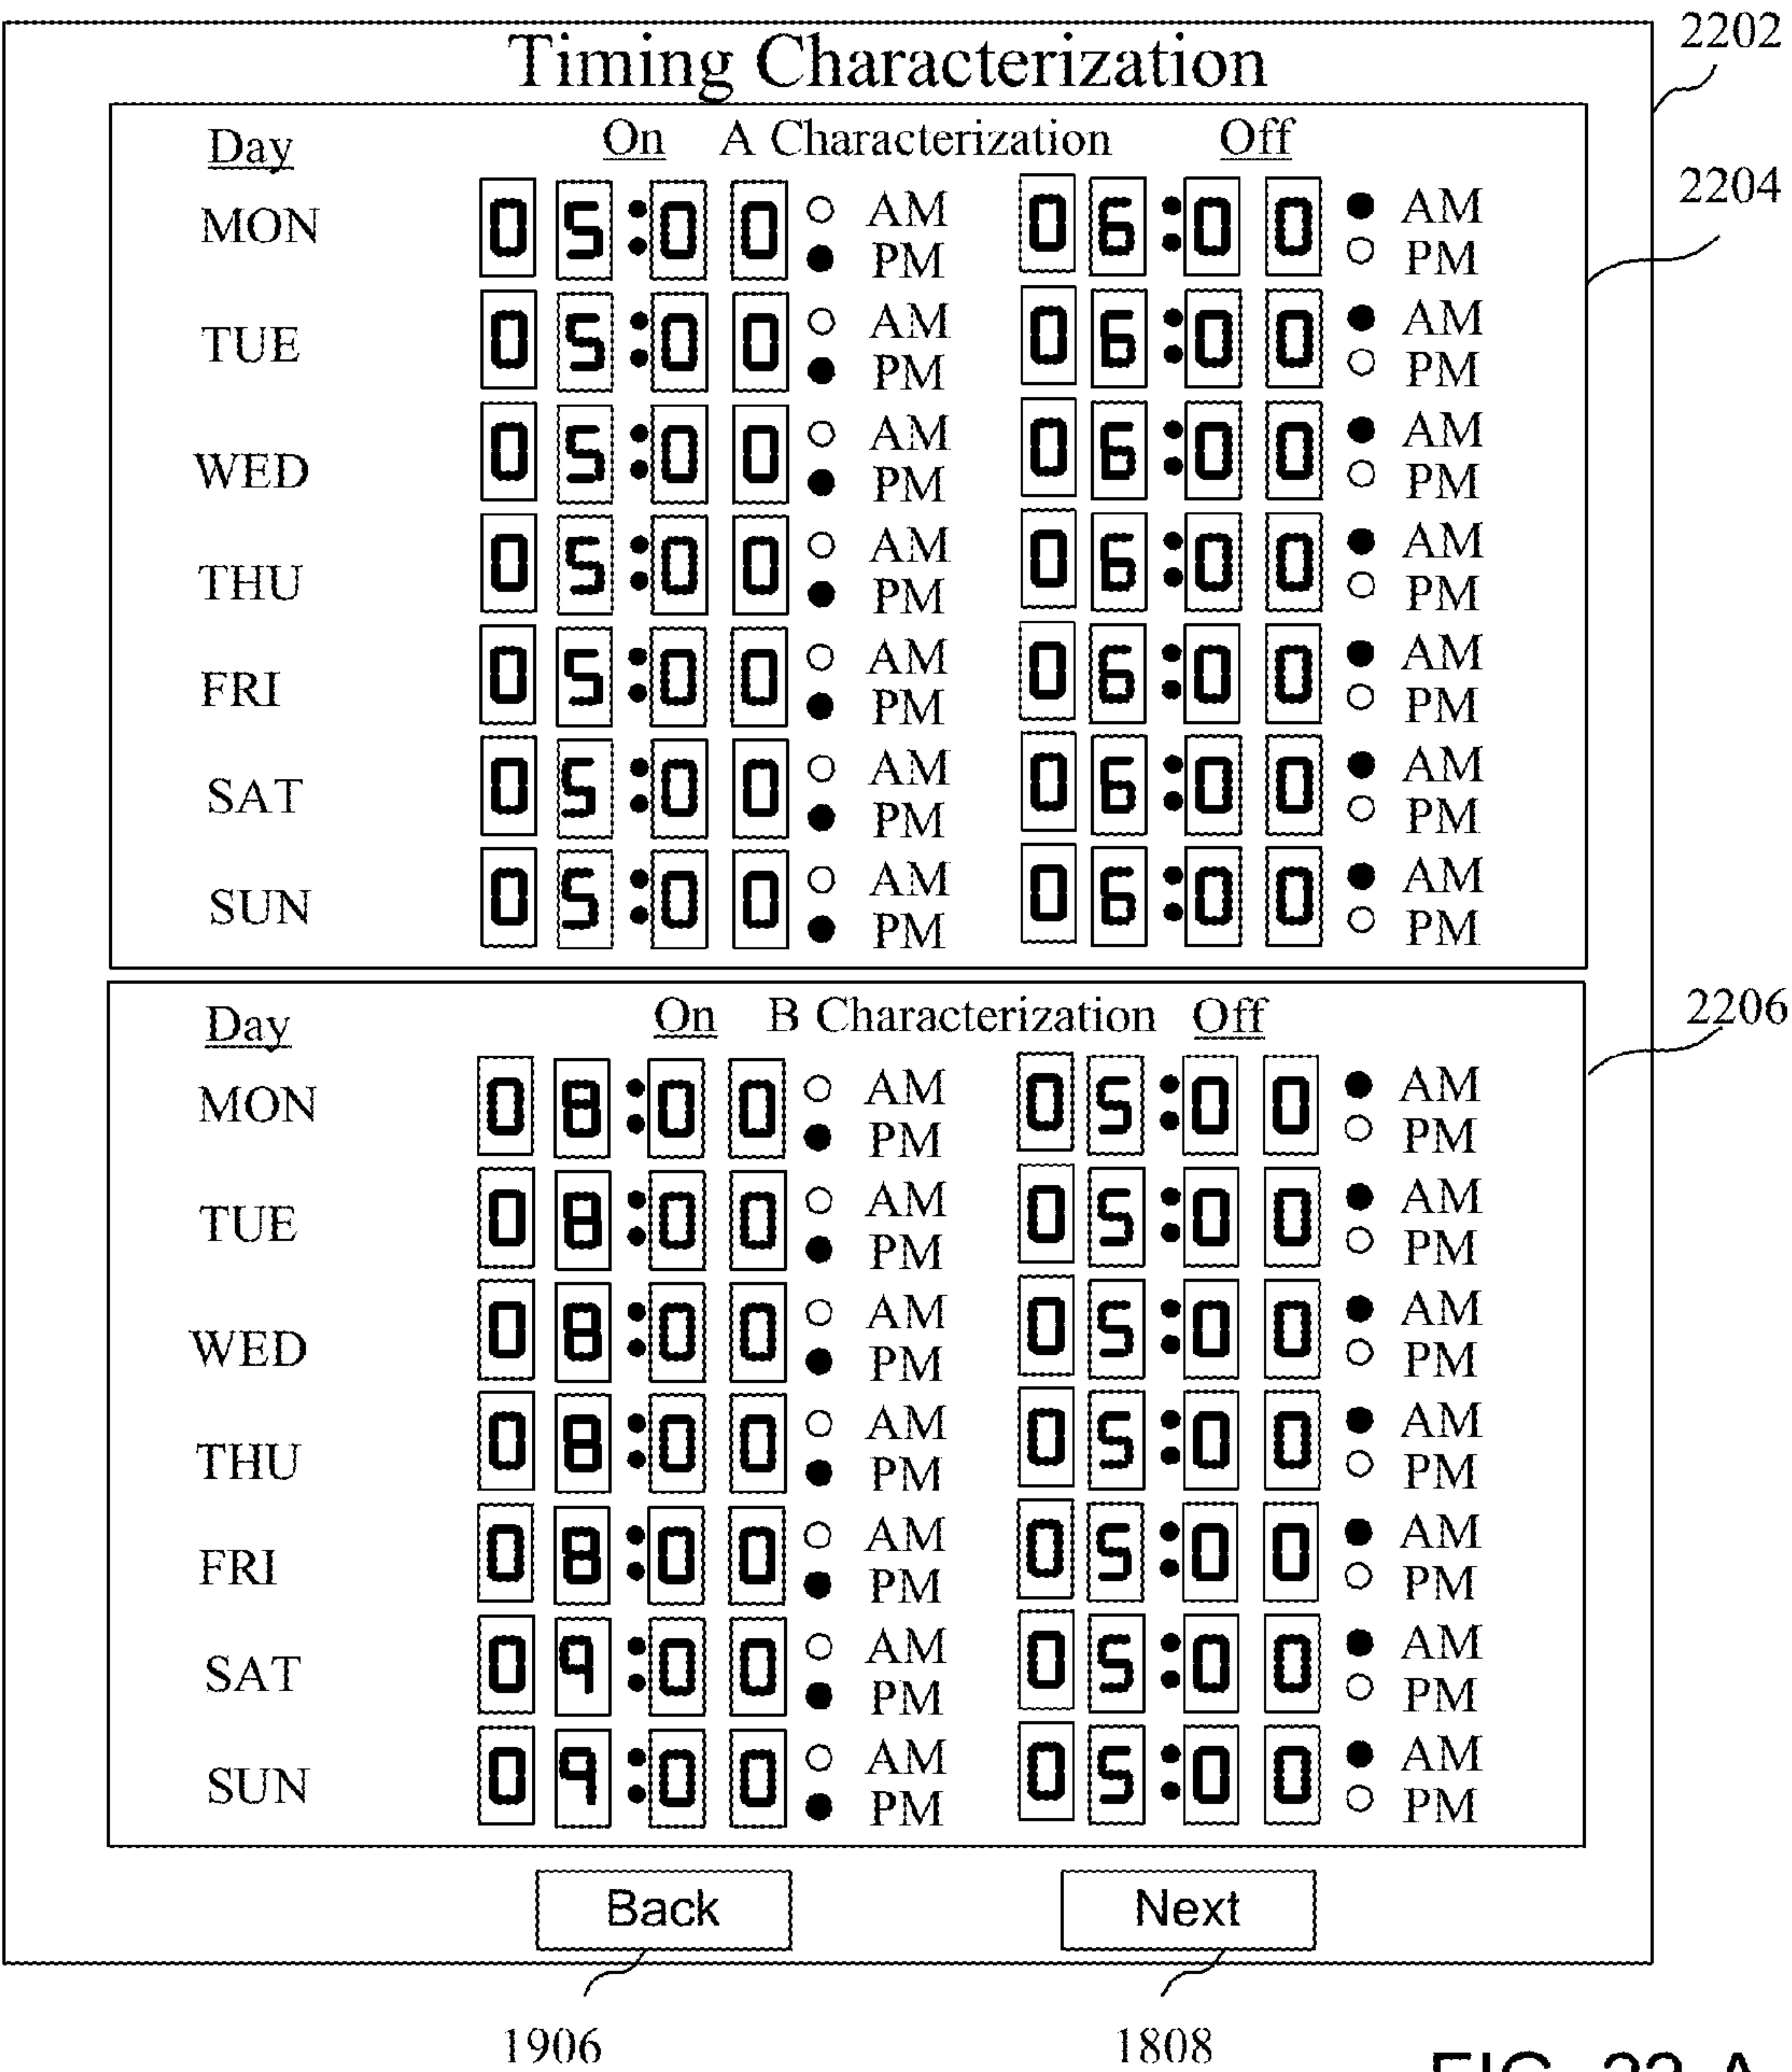 Timing Characterization
2202
Day On A Characterization Off
2204
MON 05:00 AM PM 06:00 AM PM
TUE 05:00 AM PM 06:00 AM PM
WED 05:00 AM PM 06:00 AM PM
THU 05:00 AM PM 06:00 AM PM
FRI 05:00 AM PM 06:00 AM PM
SAT 05:00 AM PM 06:00 AM PM
SUN 05:00 AM PM 06:00 AM PM
Day On B Characterization Off
2206
MON 08:00 AM PM 05:00 AM PM
TUE 08:00 AM PM 05:00 AM PM
WED 08:00 AM PM 05:00 AM PM
THU 08:00 AM PM 05:00 AM PM
FRI 08:00 AM PM 05:00 AM PM
SAT 09:00 AM PM 05:00 AM PM
SUN 09:00 AM PM 05:00 AM PM
Back Next
1906 1808